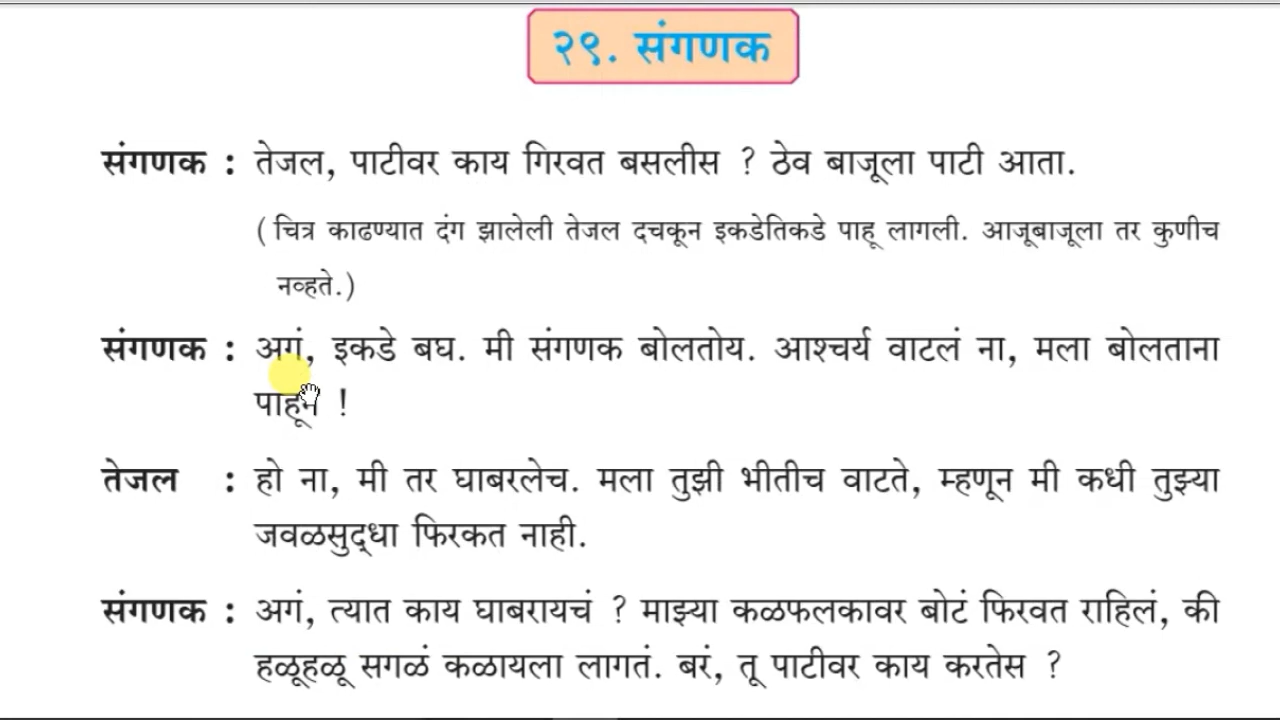 २९. संगणक
संगणक : तेजल, पाटीवर काय गिरवत बसलीस ? ठेव बाजूला पाटी आता.
(चित्र काढण्यात दंग झालेली तेजल दचकून इकडेतिकडे पाहू लागली. आजूबाजूला तर कुणीच
नव्हते.)
संगणक : अगं, इकडे बघ. मी संगणक बोलतोय. आश्चर्य वाटलं ना, मला बोलताना
पाहून !
तेजल : हो ना, मी तर घाबरलेच. मला तुझी भीतीच वाटते, म्हणून मी कधी तुझ्या
जवळसुद्धा फिरकत नाही.
संगणक : अगं, त्यात काय घाबरायचं ? माझ्या कळफलकावर बोटं फिरवत राहिलं, की
हळूहळू सगळं कळायला लागतं. बरं, तू पाटीवर काय करतेस ?